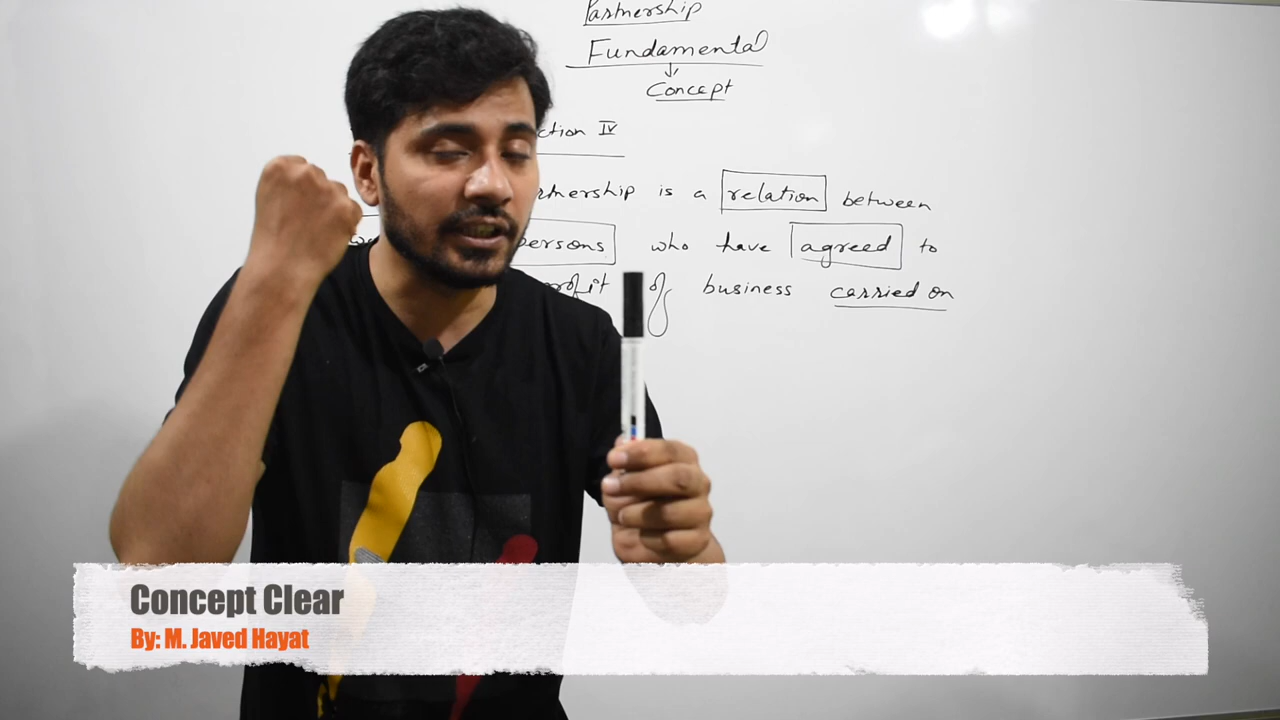 Partnership
Fundamental
Concept
ction IV
rtnership is a relation between
persons who have agreed to
profit of business carried on
Concept Clear
By: M. Javed Hayat